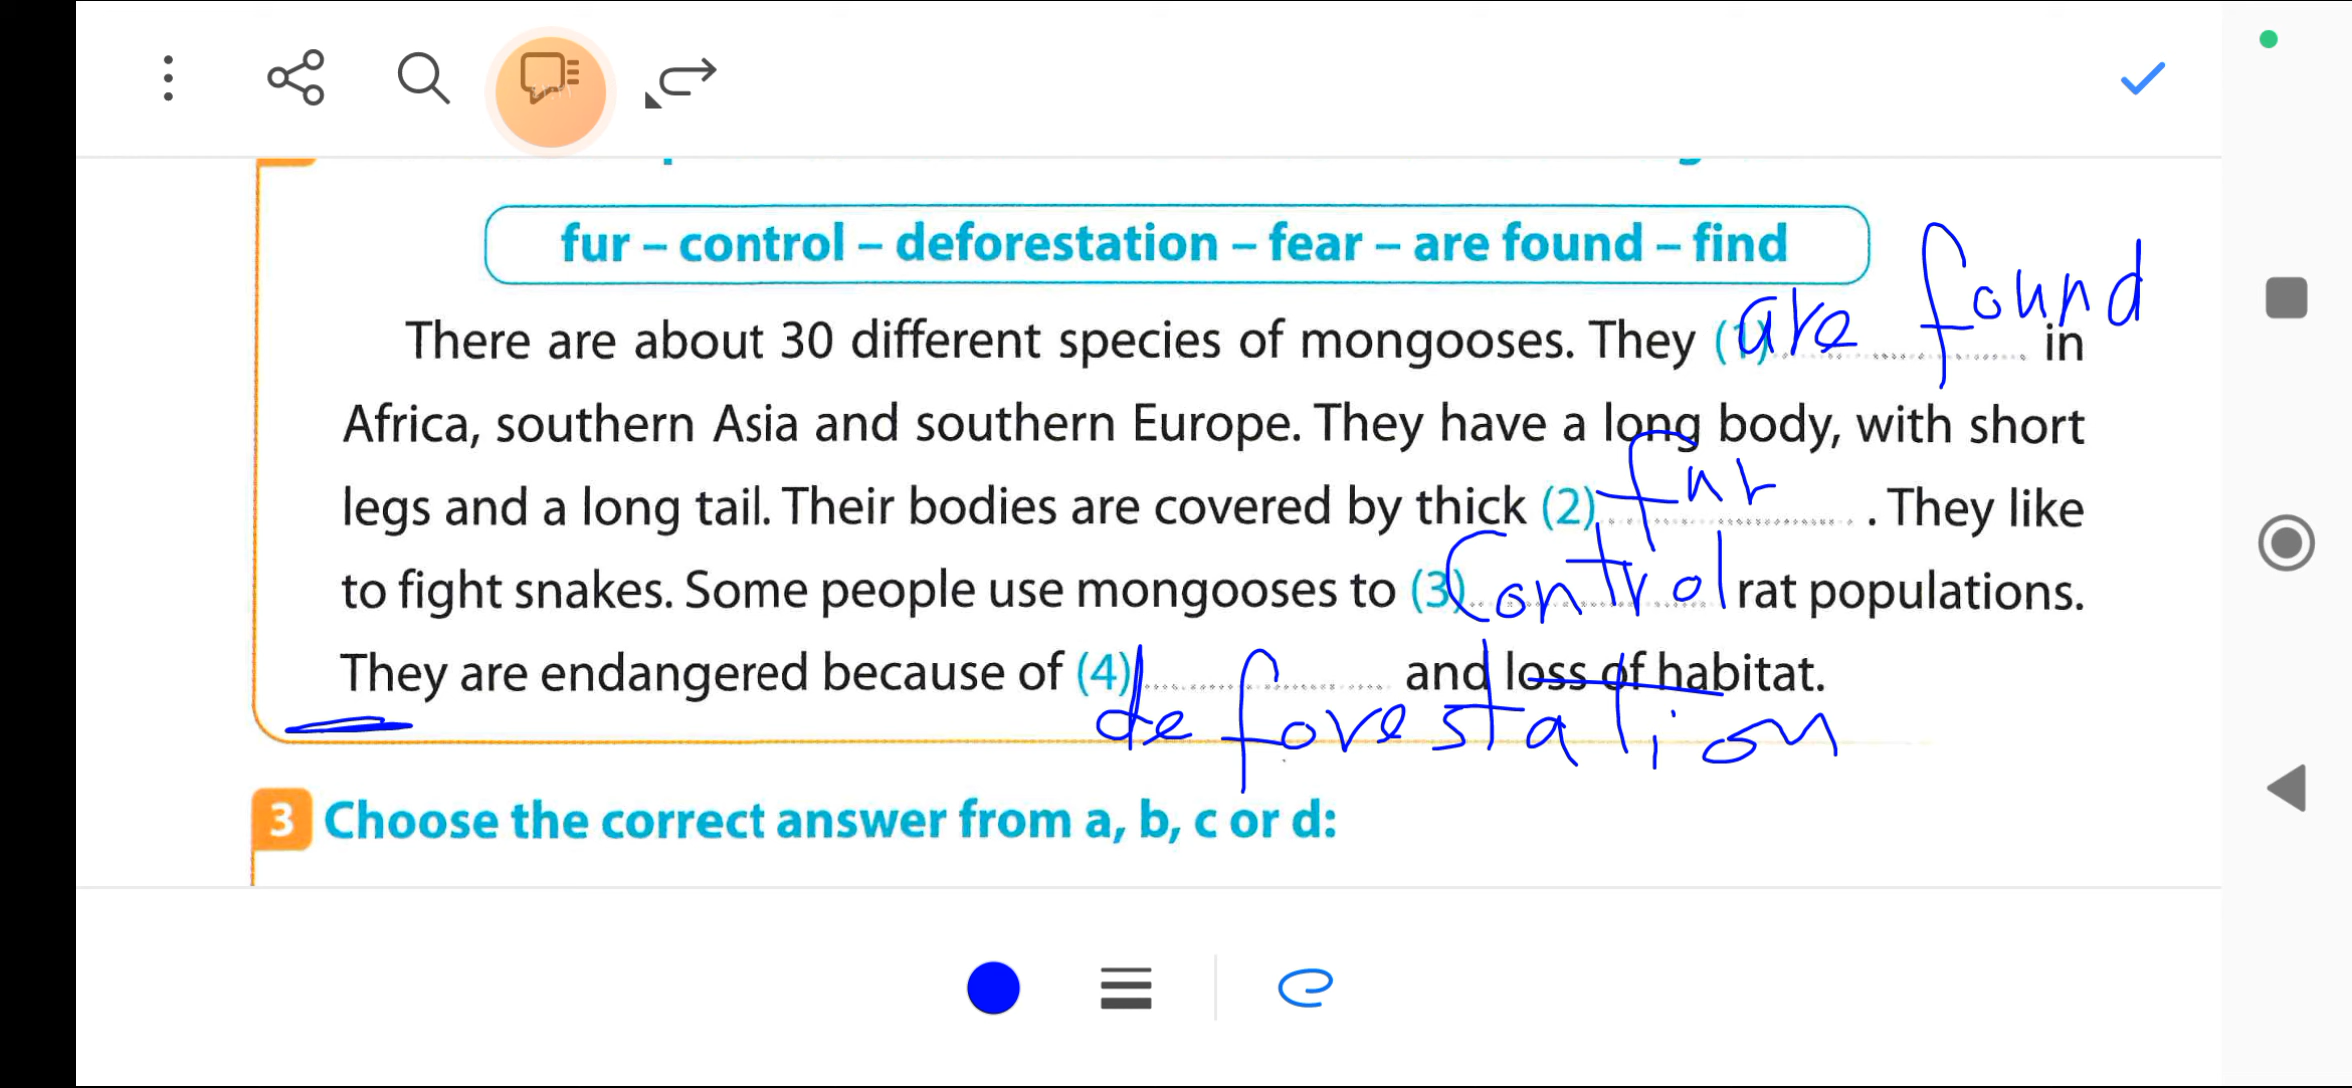 fur – control – deforestation – fear – are found – find
There are about 30 different species of mongooses. They (1) are found in
Africa, southern Asia and southern Europe. They have a long body, with short
legs and a long tail. Their bodies are covered by thick (2) fur . They like
to fight snakes. Some people use mongooses to (3) Control rat populations.
They are endangered because of (4) and loss of habitat.
deforestation
3 Choose the correct answer from a, b, c or d: